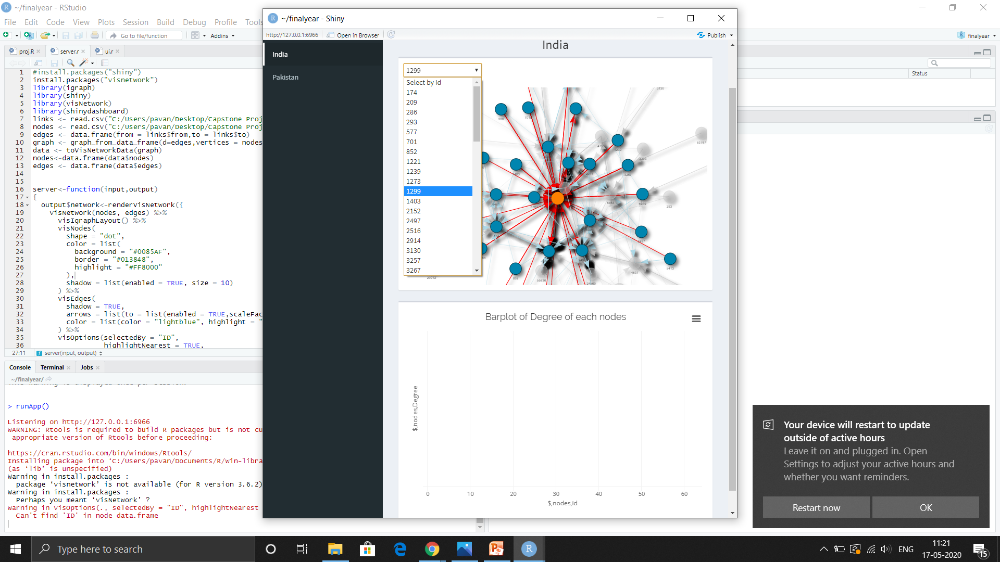 ~/finalyear - RStudio
File Edit Code View Plots Session Build Debug Profile Tools
Go to file/function
Addins
finalyear
proj.R
server.r
ui.r
1 #install.packages("shiny")
2 install.packages("visnetwork")
3 library(igraph)
4 library(shiny)
5 library(visNetwork)
6 library(shinydashboard)
7 links <- read.csv("C:/Users/pavan/Desktop/Capstone Proj
8 nodes <- read.csv("C:/Users/pavan/Desktop/Capstone Proj
9 edges <- data.frame(from = links$from,to = links$to)
10 graph <- graph_from_data_frame(d=edges,vertices = nodes
11 data <- toVisNetworkData(graph)
12 nodes<-data.frame(data$nodes)
13 edges <- data.frame(data$edges)
14
15
16 server<-function(input,output)
17 {
18 output$network<-renderVisNetwork({
19 visNetwork(nodes, edges) %>%
20 visIgraphLayout() %>%
21 visNodes(
22 shape = "dot",
23 color = list(
24 background = "#0085AF",
25 border = "#013848",
26 highlight = "#FF8000"
27 ),
28 shadow = list(enabled = TRUE, size = 10)
29 ) %>%
30 visEdges(
31 shadow = TRUE,
32 arrows = list(to = list(enabled = TRUE,scaleFac
33 color = list(color = "lightblue", highlight = "
34 ) %>%
35 visOptions(selectedBy = "ID",
36 highlightNearest = TRUE,
27:11 server(input, output)
Console Terminal Jobs
~/finalyear/
> runApp()
Listening on http://127.0.0.1:6966
WARNING: Rtools is required to build R packages but is not cu
appropriate version of Rtools before proceeding:
https://cran.rstudio.com/bin/windows/Rtools/
Installing package into ‘C:/Users/pavan/Documents/R/win-libra
(as ‘lib’ is unspecified)
Warning in install.packages :
package ‘visnetwork’ is not available (for R version 3.6.2)
Warning in install.packages :
Perhaps you meant ‘visNetwork’ ?
Warning in visOptions(., selectedBy = "ID", highlightNearest
Can't find 'ID' in node data.frame
~/finalyear - Shiny
http://127.0.0.1:6966
Open in Browser
Publish
India
Pakistan
India
1299
Select by id
174
209
286
293
577
701
852
1221
1239
1273
1299
1403
2152
2497
2516
2914
3130
3257
3267
3130
286
53767
1239
3257
293
4637
5413
852
55836
24560
20912
Barplot of Degree of each nodes
$,nodes,Degree
0 10 20 30 40 50 60
$,nodes,id
Status
Your device will restart to update
outside of active hours
Leave it on and plugged in. Open
Settings to adjust your active hours and
whether you want reminders.
Restart now
OK
Type here to search
ENG
11:21
17-05-2020
15